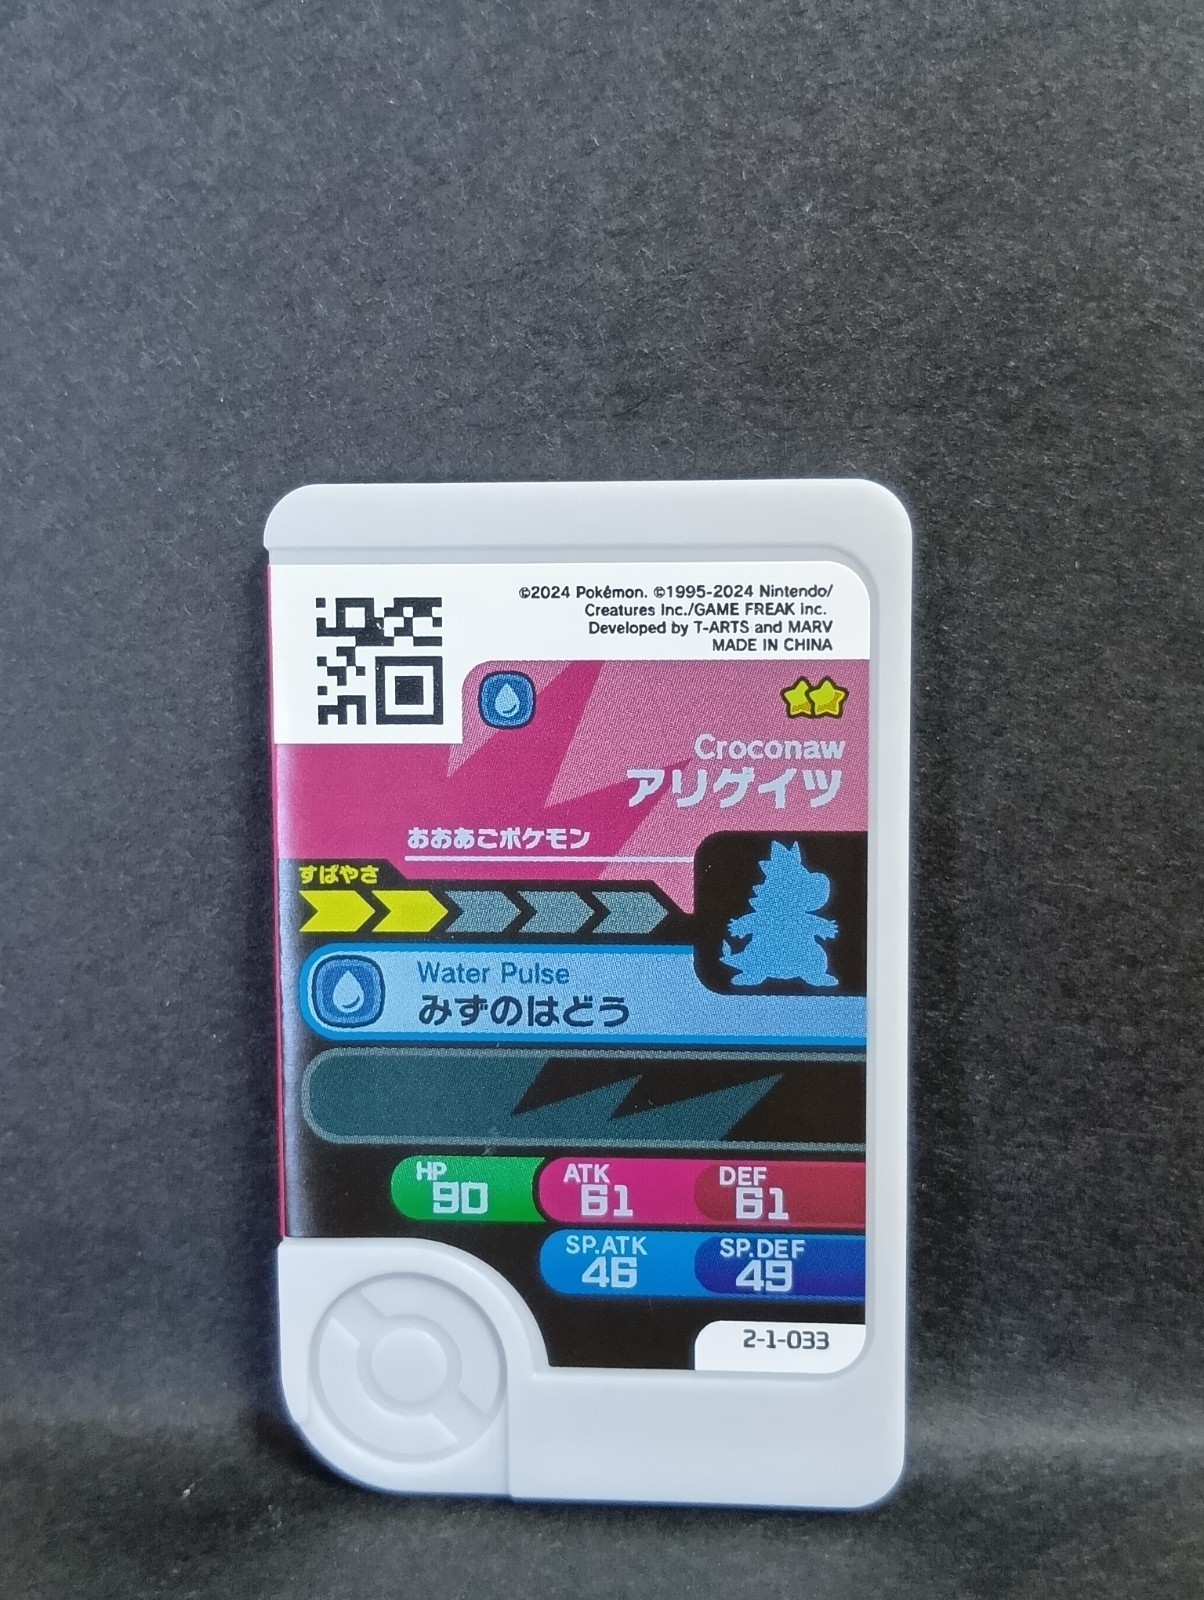 ©2024 Pokémon. ©1995-2024 Nintendo/
Creatures Inc./GAME FREAK inc.
Developed by T-ARTS and MARV
MADE IN CHINA
Croconaw
アリゲイツ
おおあごポケモン
すばやさ
Water Pulse
みずのはどう
HP
90
ATK
61
DEF
61
SP.ATK
46
SP.DEF
49
2-1-033